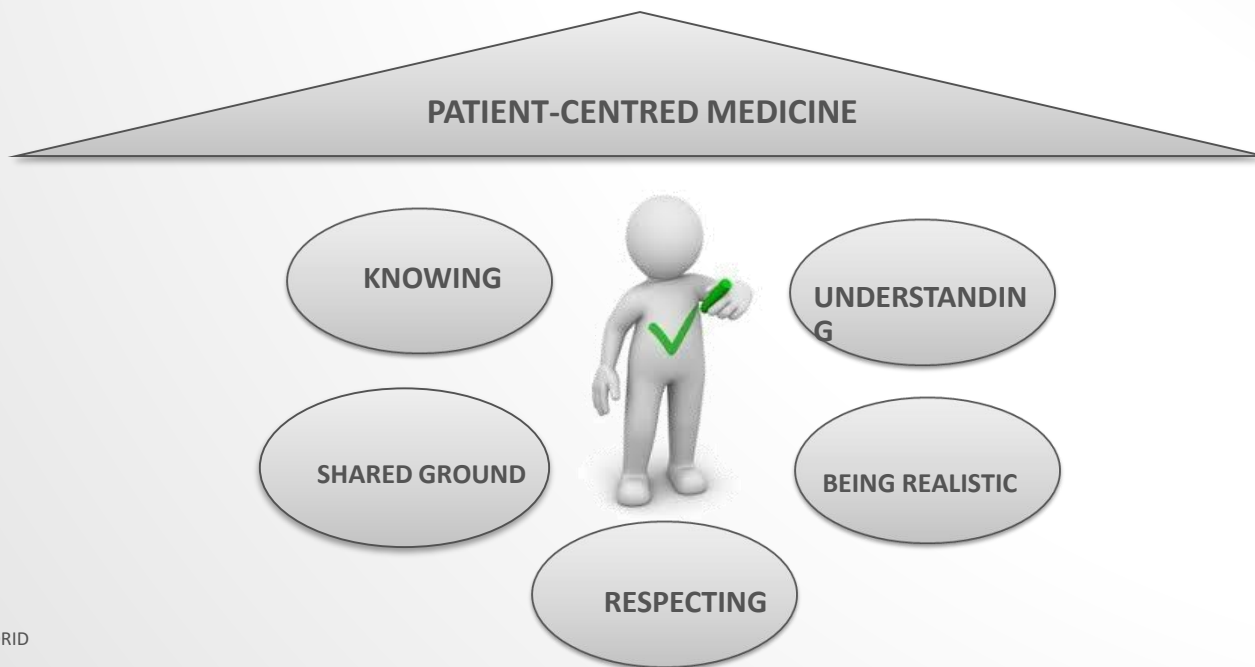 PATIENT-CENTRED MEDICINE
KNOWING
UNDERSTANDIN
G
SHARED GROUND
BEING REALISTIC
RESPECTING
RID